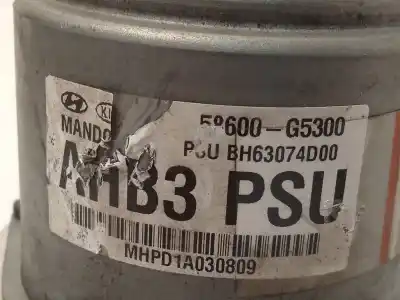 58600-G5300
MANDO
PSU BH63074D00
AHB3 PSU
MHPD1A030809